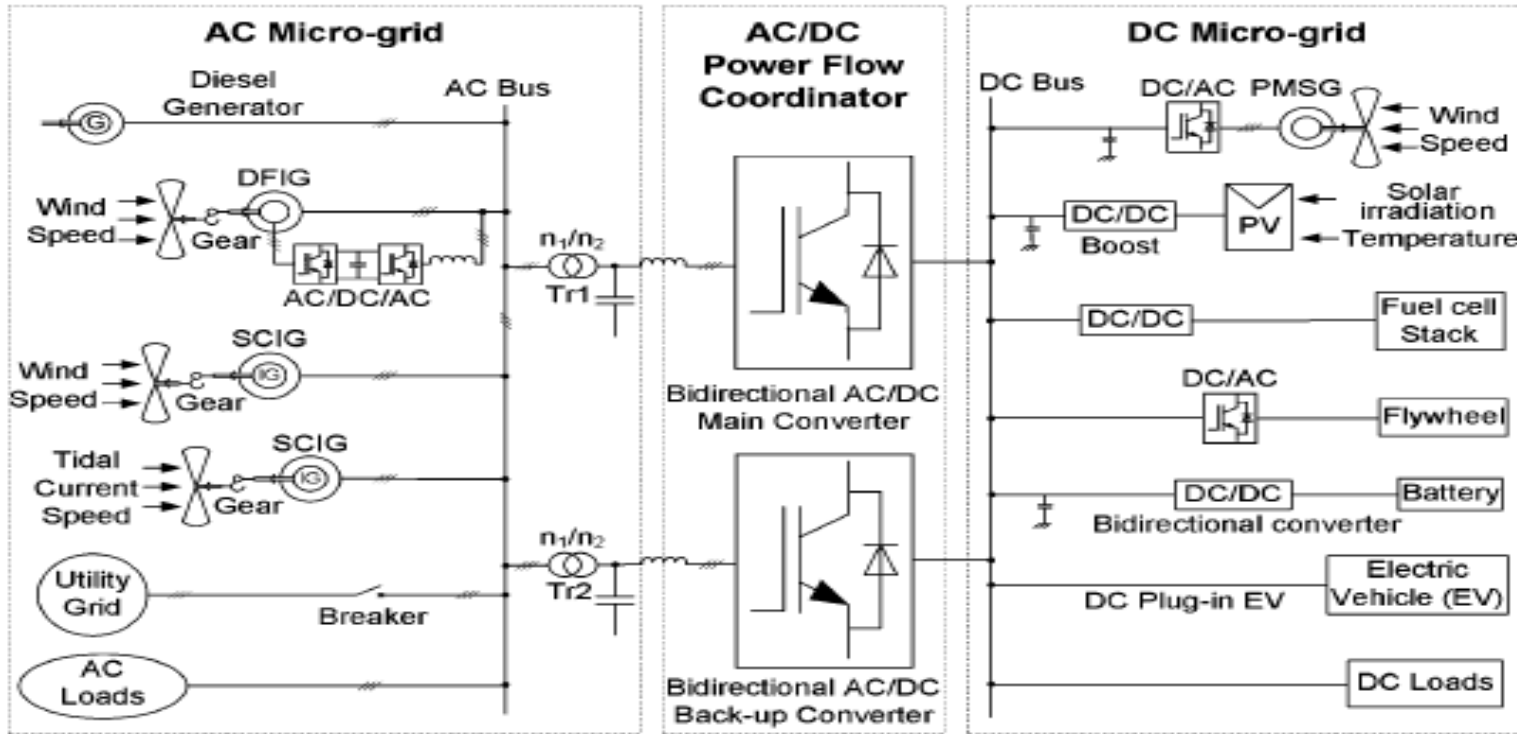 AC Micro-grid
Diesel
Generator
AC Bus
G
DFIG
Wind
Speed
Gear
AC/DC/AC
n1/n2
Tr1
SCIG
IG
Wind
Speed
Gear
SCIG
IG
Tidal
Current
Speed
Gear
n1/n2
Tr2
Utility
Grid
Breaker
AC
Loads
AC/DC
Power Flow
Coordinator
Bidirectional AC/DC
Main Converter
Bidirectional AC/DC
Back-up Converter
DC Micro-grid
DC Bus
DC/AC PMSG
Wind
Speed
DC/DC
Boost
PV
Solar
irradiation
Temperature
DC/DC
Fuel cell
Stack
DC/AC
Flywheel
DC/DC
Battery
Bidirectional converter
DC Plug-in EV
Electric
Vehicle (EV)
DC Loads